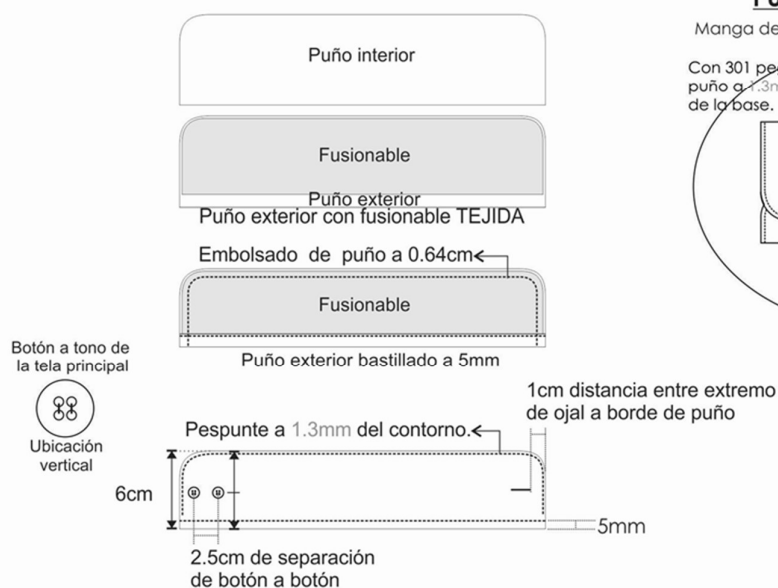 Puño interior
Fusionable
Puño exterior
Puño exterior con fusionable TEJIDA
Embolsado de puño a 0.64cm
Fusionable
Puño exterior bastillado a 5mm
Botón a tono de
la tela principal
Ubicación
vertical
1cm distancia entre extremo
de ojal a borde de puño
Pespunte a 1.3mm del contorno.
6cm
5mm
2.5cm de separación
de botón a botón
Manga de
Con 301
puño a 1.3m
de la base.